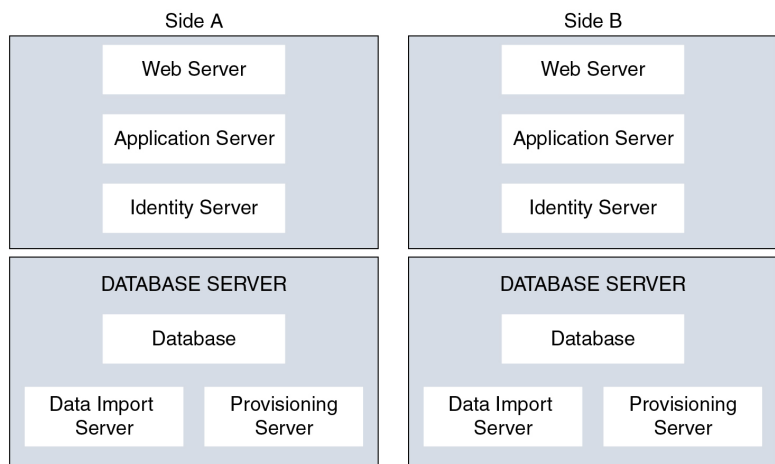 Side A
Web Server
Application Server
Identity Server
DATABASE SERVER
Database
Data Import
Server
Provisioning
Server
Side B
Web Server
Application Server
Identity Server
DATABASE SERVER
Database
Data Import
Server
Provisioning
Server